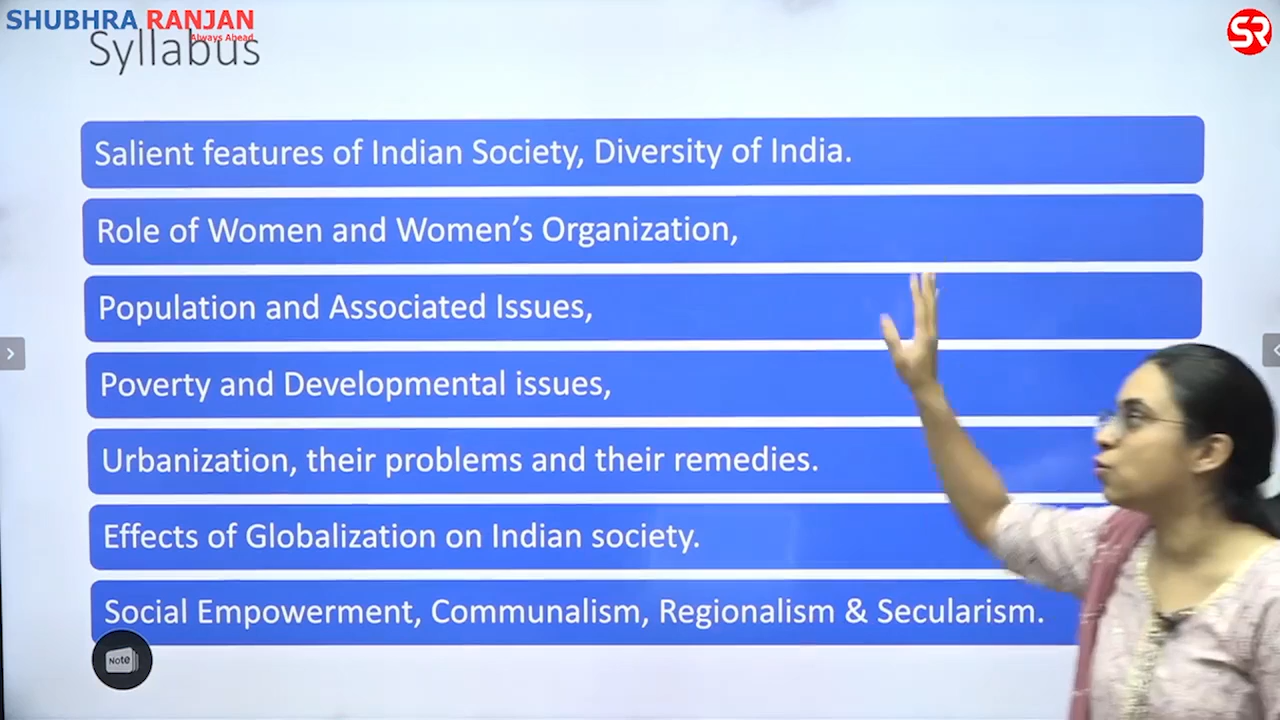 SHUBHRA RANJAN
Always Ahead
SR
Syllabus
Salient features of Indian Society, Diversity of India.
Role of Women and Women's Organization,
Population and Associated Issues,
Poverty and Developmental issues,
Urbanization, their problems and their remedies.
Effects of Globalization on Indian society.
Social Empowerment, Communalism, Regionalism & Secularism.
Note